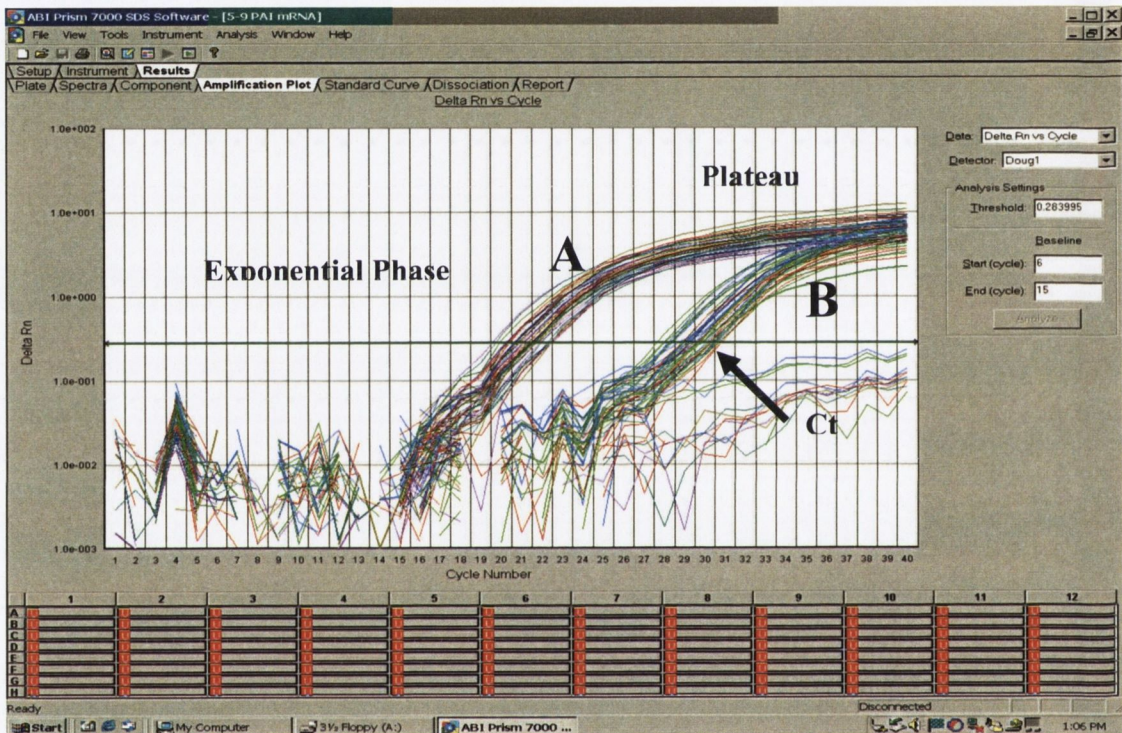 ABI Prism 7000 SDS Software - [5-9 PAI mRNA]
File View Tools Instrument Analysis Window Help
Setup Instrument Results
Plate Spectra Component Amplification Plot Standard Curve Dissociation Report
Delta Rn vs Cycle
1.0e+002
1.0e+001
1.0e+000
1.0e-001
1.0e-002
1.0e-003
Delta Rn
Plateau
Exponential Phase
A
B
Ct
1 2 3 4 5 6 7 8 9 10 11 12 13 14 15 16 17 18 19 20 21 22 23 24 25 26 27 28 29 30 31 32 33 34 35 36 37 38 39 40
Cycle Number
Data: Delta Rn vs Cycle
Detector: Doug1
Analysis Settings
Threshold: 0.283995
Baseline
Start (cycle): 6
End (cycle): 15
Analyze
1 2 3 4 5 6 7 8 9 10 11 12
A
B
C
D
E
F
G
H
Ready Disconnected
Start My Computer 3½ Floppy (A:) ABI Prism 7000 ... 1:06 PM